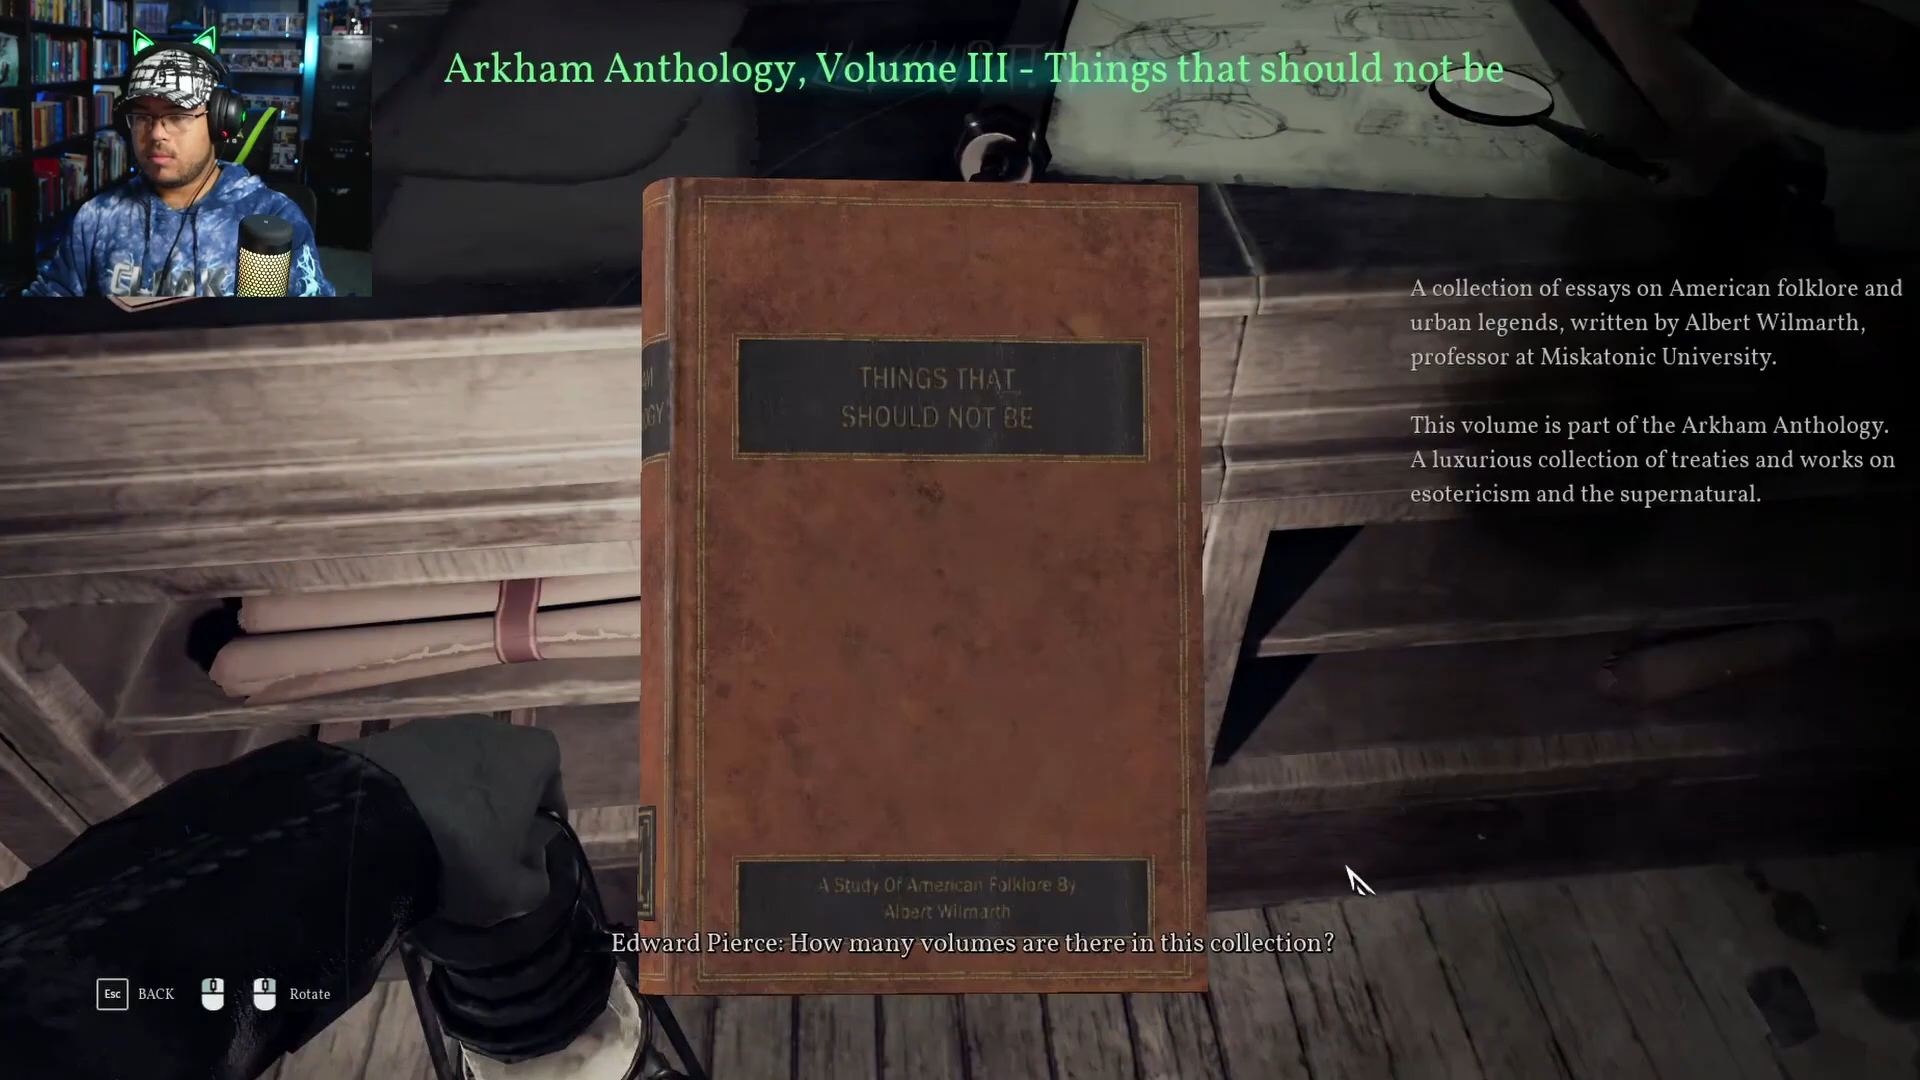 Arkham Anthology, Volume III - Things that should not be
THINGS THAT
SHOULD NOT BE
A collection of essays on American folklore and
urban legends, written by Albert Wilmarth,
professor at Miskatonic University.
This volume is part of the Arkham Anthology.
A luxurious collection of treaties and works on
esotericism and the supernatural.
A Study Of American Folklore By
Albert Wilmarth
Edward Pierce: How many volumes are there in this collection?
Esc BACK Rotate